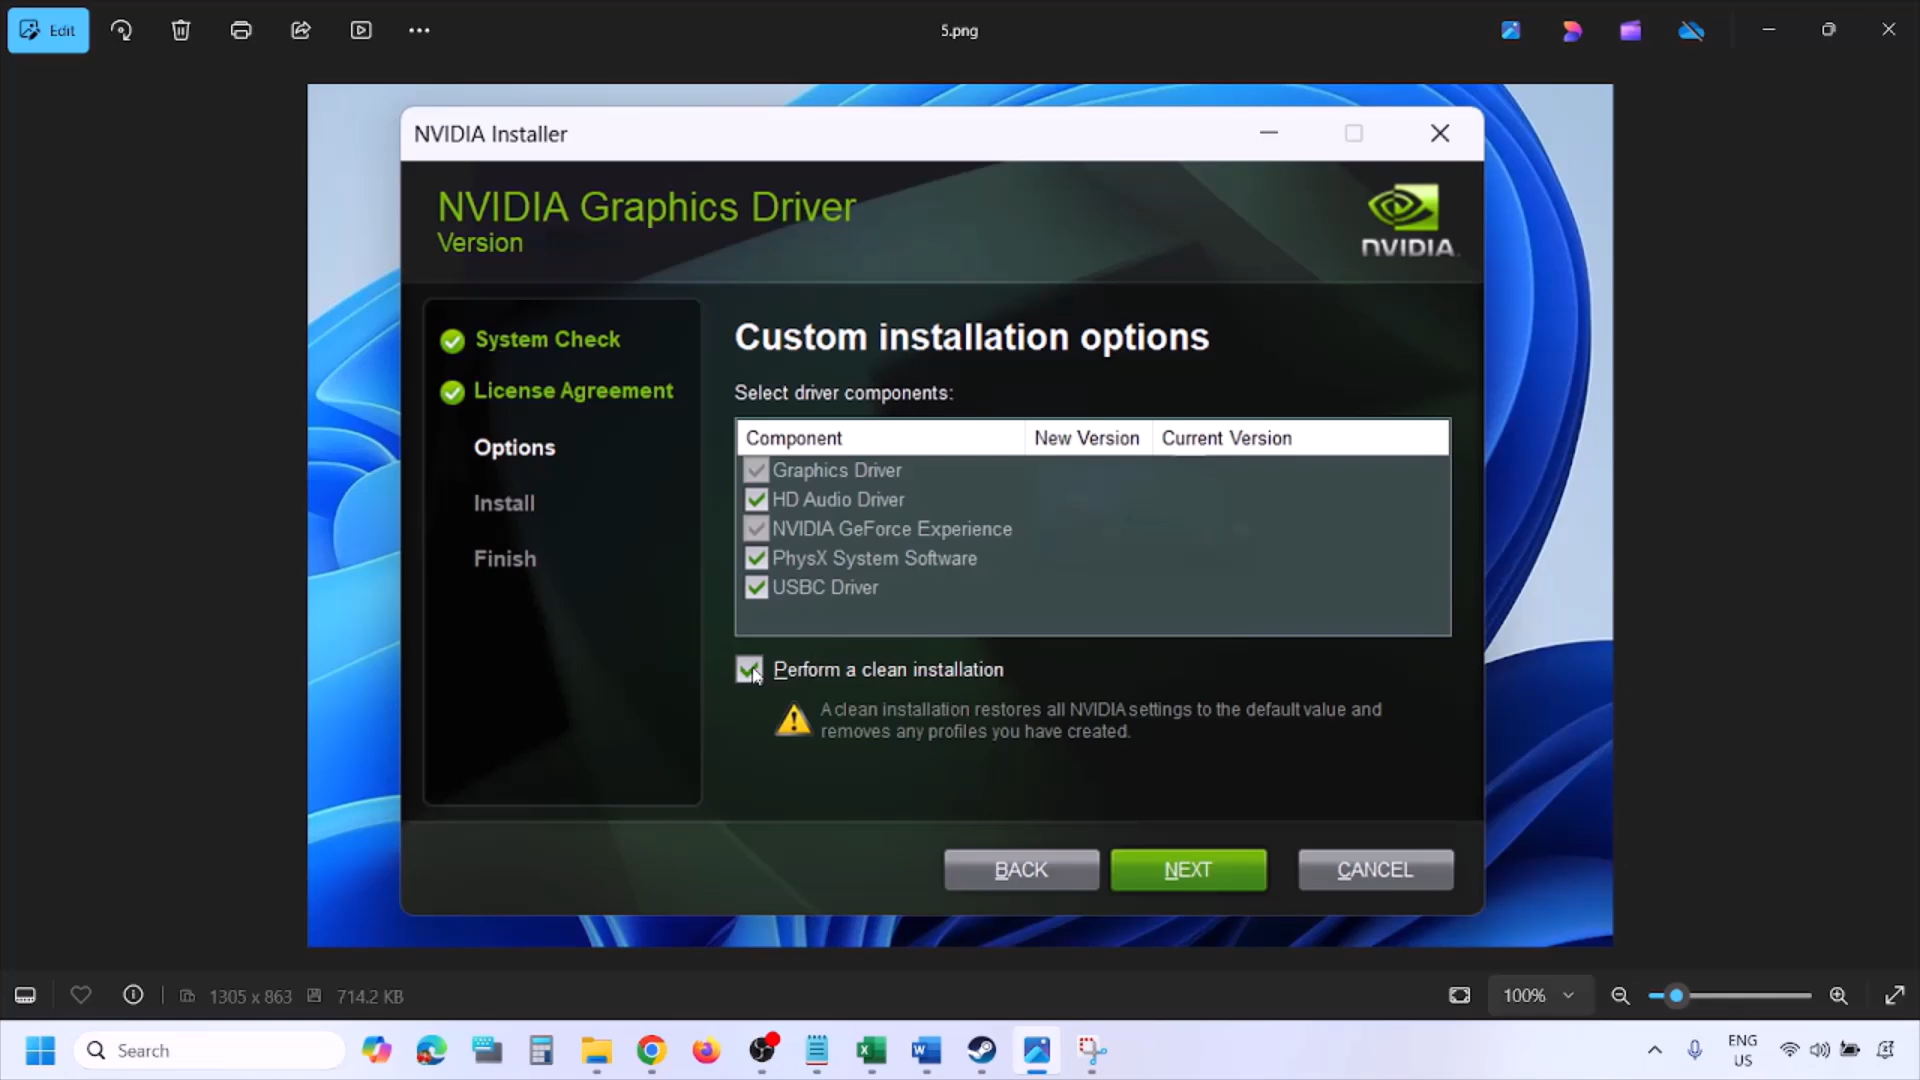 Edit
5.png
NVIDIA Installer
NVIDIA Graphics Driver
Version
NVIDIA.
System Check
License Agreement
Options
Install
Finish
Custom installation options
Select driver components:
Component New Version Current Version
Graphics Driver
HD Audio Driver
NVIDIA GeForce Experience
PhysX System Software
USBC Driver
Perform a clean installation
A clean installation restores all NVIDIA settings to the default value and
removes any profiles you have created.
BACK NEXT CANCEL
1305 x 863 714.2 KB 100%
Search
ENG
US